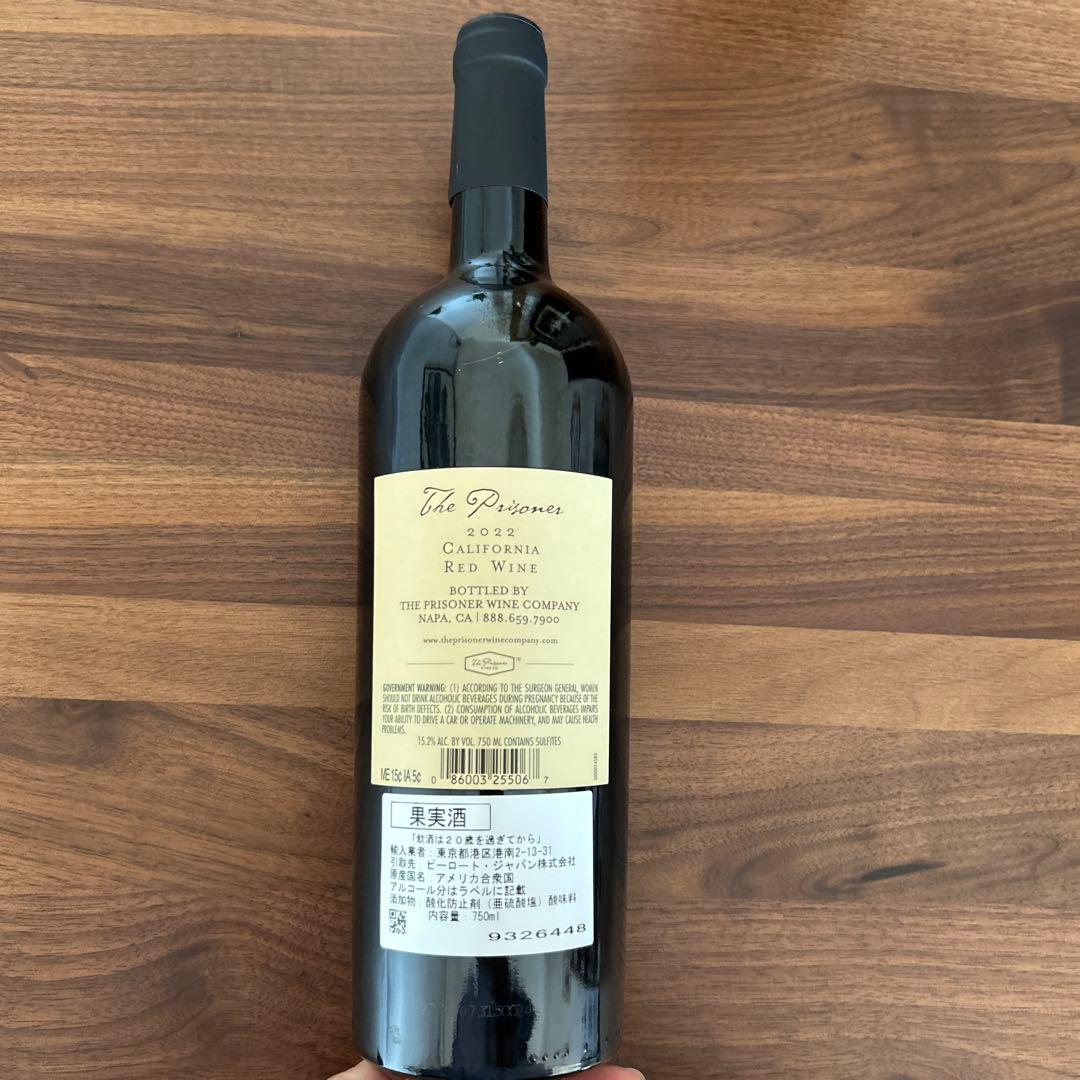 The Prisoner
2022
CALIFORNIA
RED WINE
BOTTLED BY
THE PRISONER WINE COMPANY
NAPA, CA | 888.659.7900
www.theprisonerwinecompany.com
The Prisoner TM
WINE CO.
GOVERNMENT WARNING: (1) ACCORDING TO THE SURGEON GENERAL, WOMEN
SHOULD NOT DRINK ALCOHOLIC BEVERAGES DURING PREGNANCY BECAUSE OF THE
RISK OF BIRTH DEFECTS. (2) CONSUMPTION OF ALCOHOLIC BEVERAGES IMPAIRS
YOUR ABILITY TO DRIVE A CAR OR OPERATE MACHINERY, AND MAY CAUSE HEALTH
PROBLEMS.
15.2% ALC. BY VOL. 750 ML CONTAINS SULFITES
ME 15¢ IA 5¢ 0 86003 25506 7
果実酒
「飲酒は20歳を過ぎてから」
輸入業者:東京都港区港南2-13-31
引取先:ピーロート・ジャパン株式会社
原産国名:アメリカ合衆国
アルコール分はラベルに記載
添加物:酸化防止剤(亜硫酸塩)酸味料
内容量:750ml
9326448